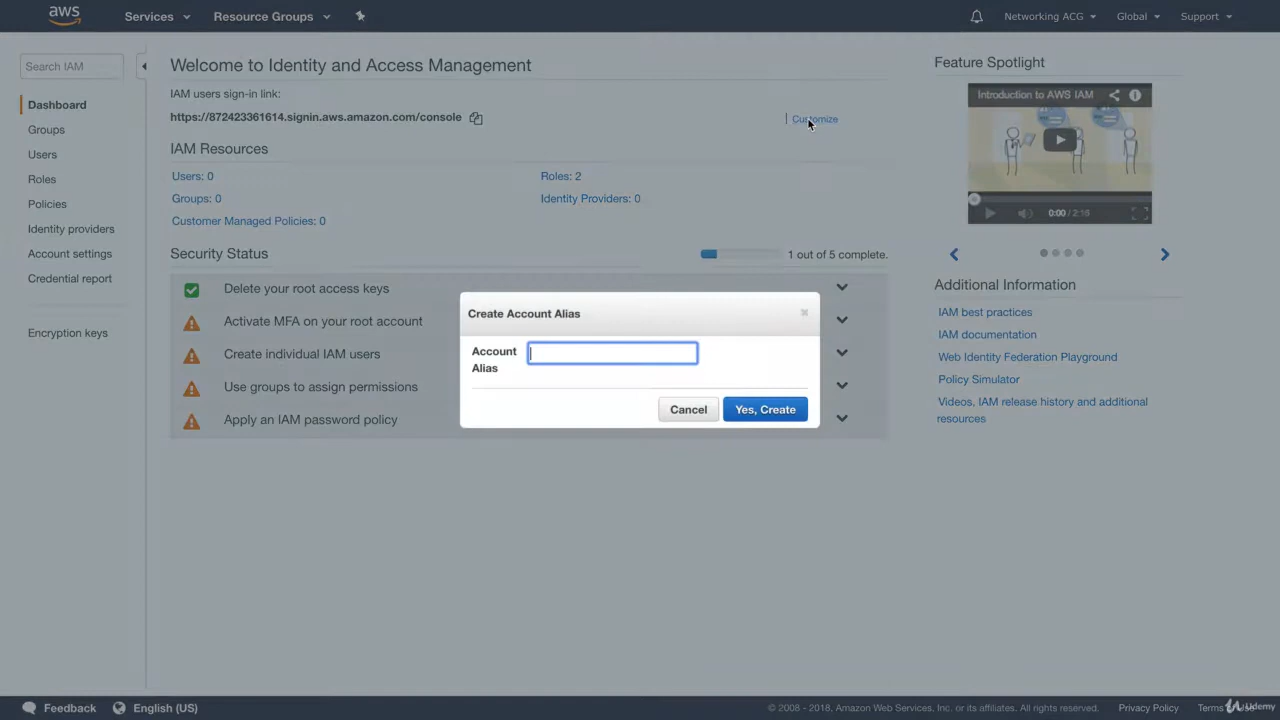 aws
Services
Resource Groups
Networking ACG
Global
Support
Search IAM
Dashboard
Groups
Users
Roles
Policies
Identity providers
Account settings
Credential report
Encryption keys
Welcome to Identity and Access Management
IAM users sign-in link:
https://872423361614.signin.aws.amazon.com/console
Customize
IAM Resources
Users: 0
Roles: 2
Groups: 0
Identity Providers: 0
Customer Managed Policies: 0
Security Status
1 out of 5 complete.
Delete your root access keys
Activate MFA on your root account
Create individual IAM users
Use groups to assign permissions
Apply an IAM password policy
Create Account Alias
Account
Alias
Cancel
Yes, Create
Feature Spotlight
Introduction to AWS IAM
0:00 / 2:16
Additional Information
IAM best practices
IAM documentation
Web Identity Federation Playground
Policy Simulator
Videos, IAM release history and additional
resources
Feedback
English (US)
© 2008 - 2018, Amazon Web Services, Inc. or its affiliates. All rights reserved.
Privacy Policy
Terms
Udemy